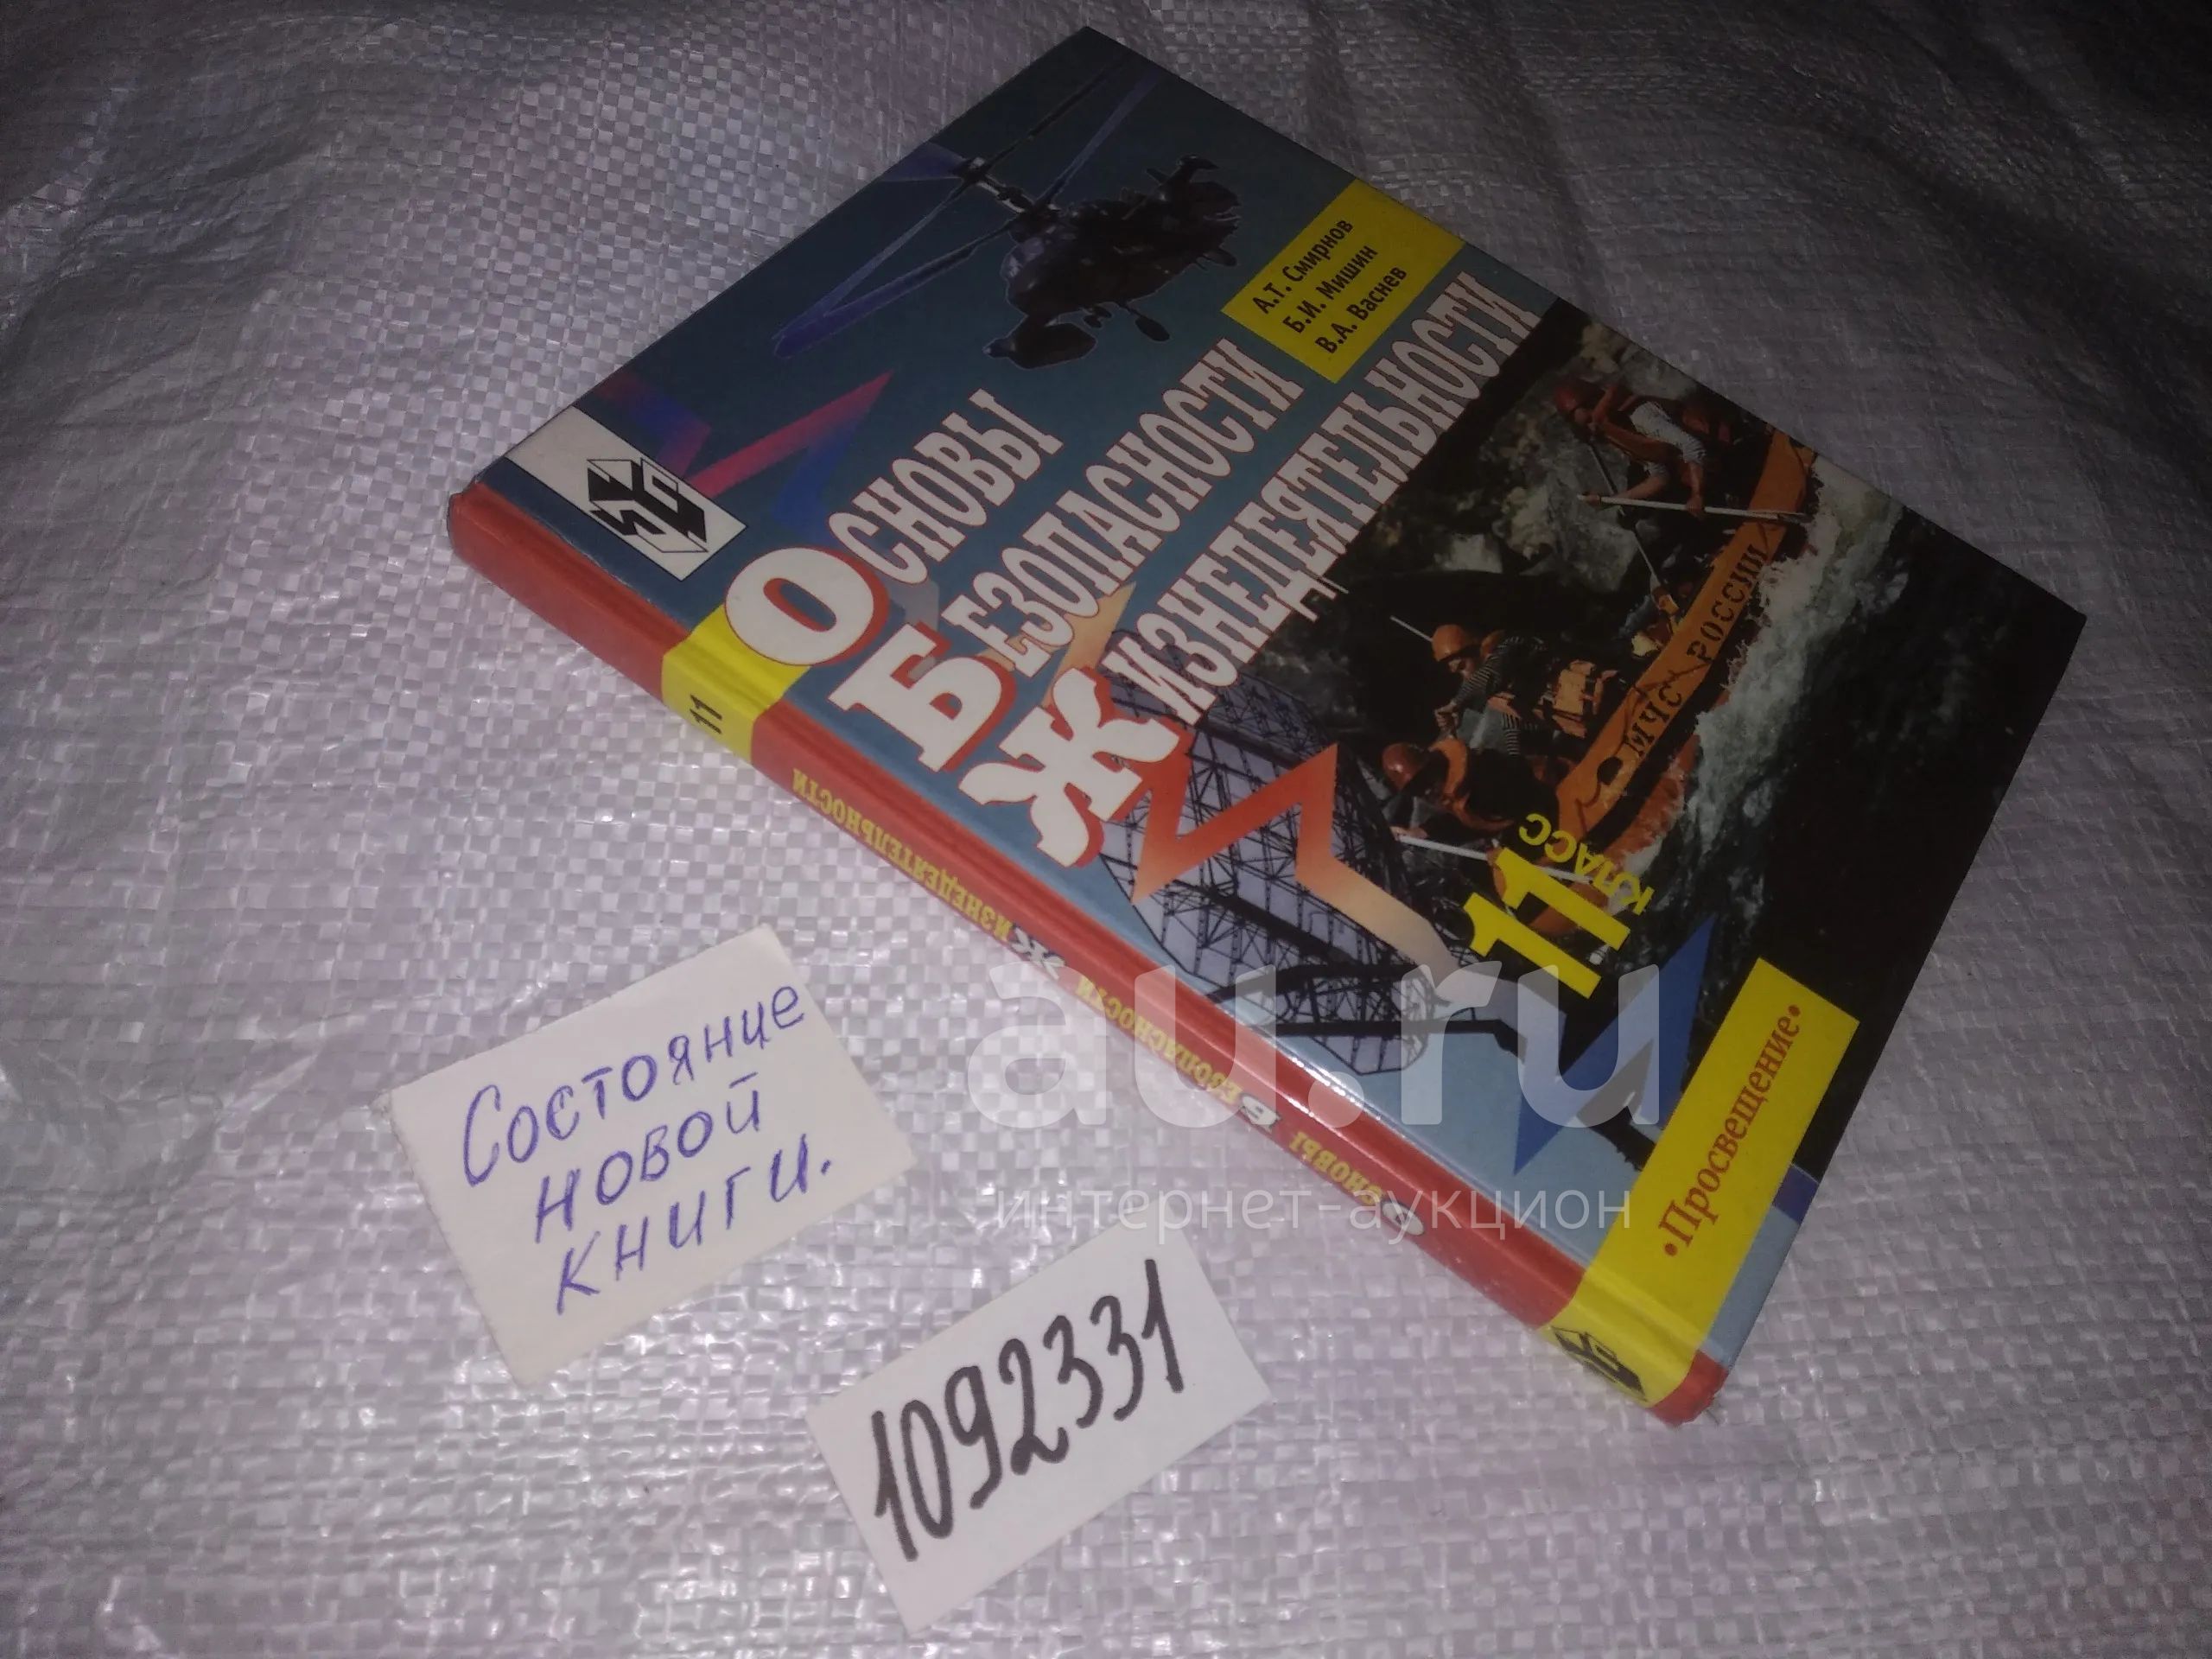 А.Т. Смирнов
Б.И. Мишин
В.А. Васнев
ОСНОВЫ
БЕЗОПАСНОСТИ
ЖИЗНЕДЕЯТЕЛЬНОСТИ
МЧС РОССИИ
11
КЛАСС
•Просвещение•
11
ОСНОВЫ БЕЗОПАСНОСТИ ЖИЗНЕДЕЯТЕЛЬНОСТИ
Состояние
новой
книги.
1092331
au.ru
интернет-аукцион